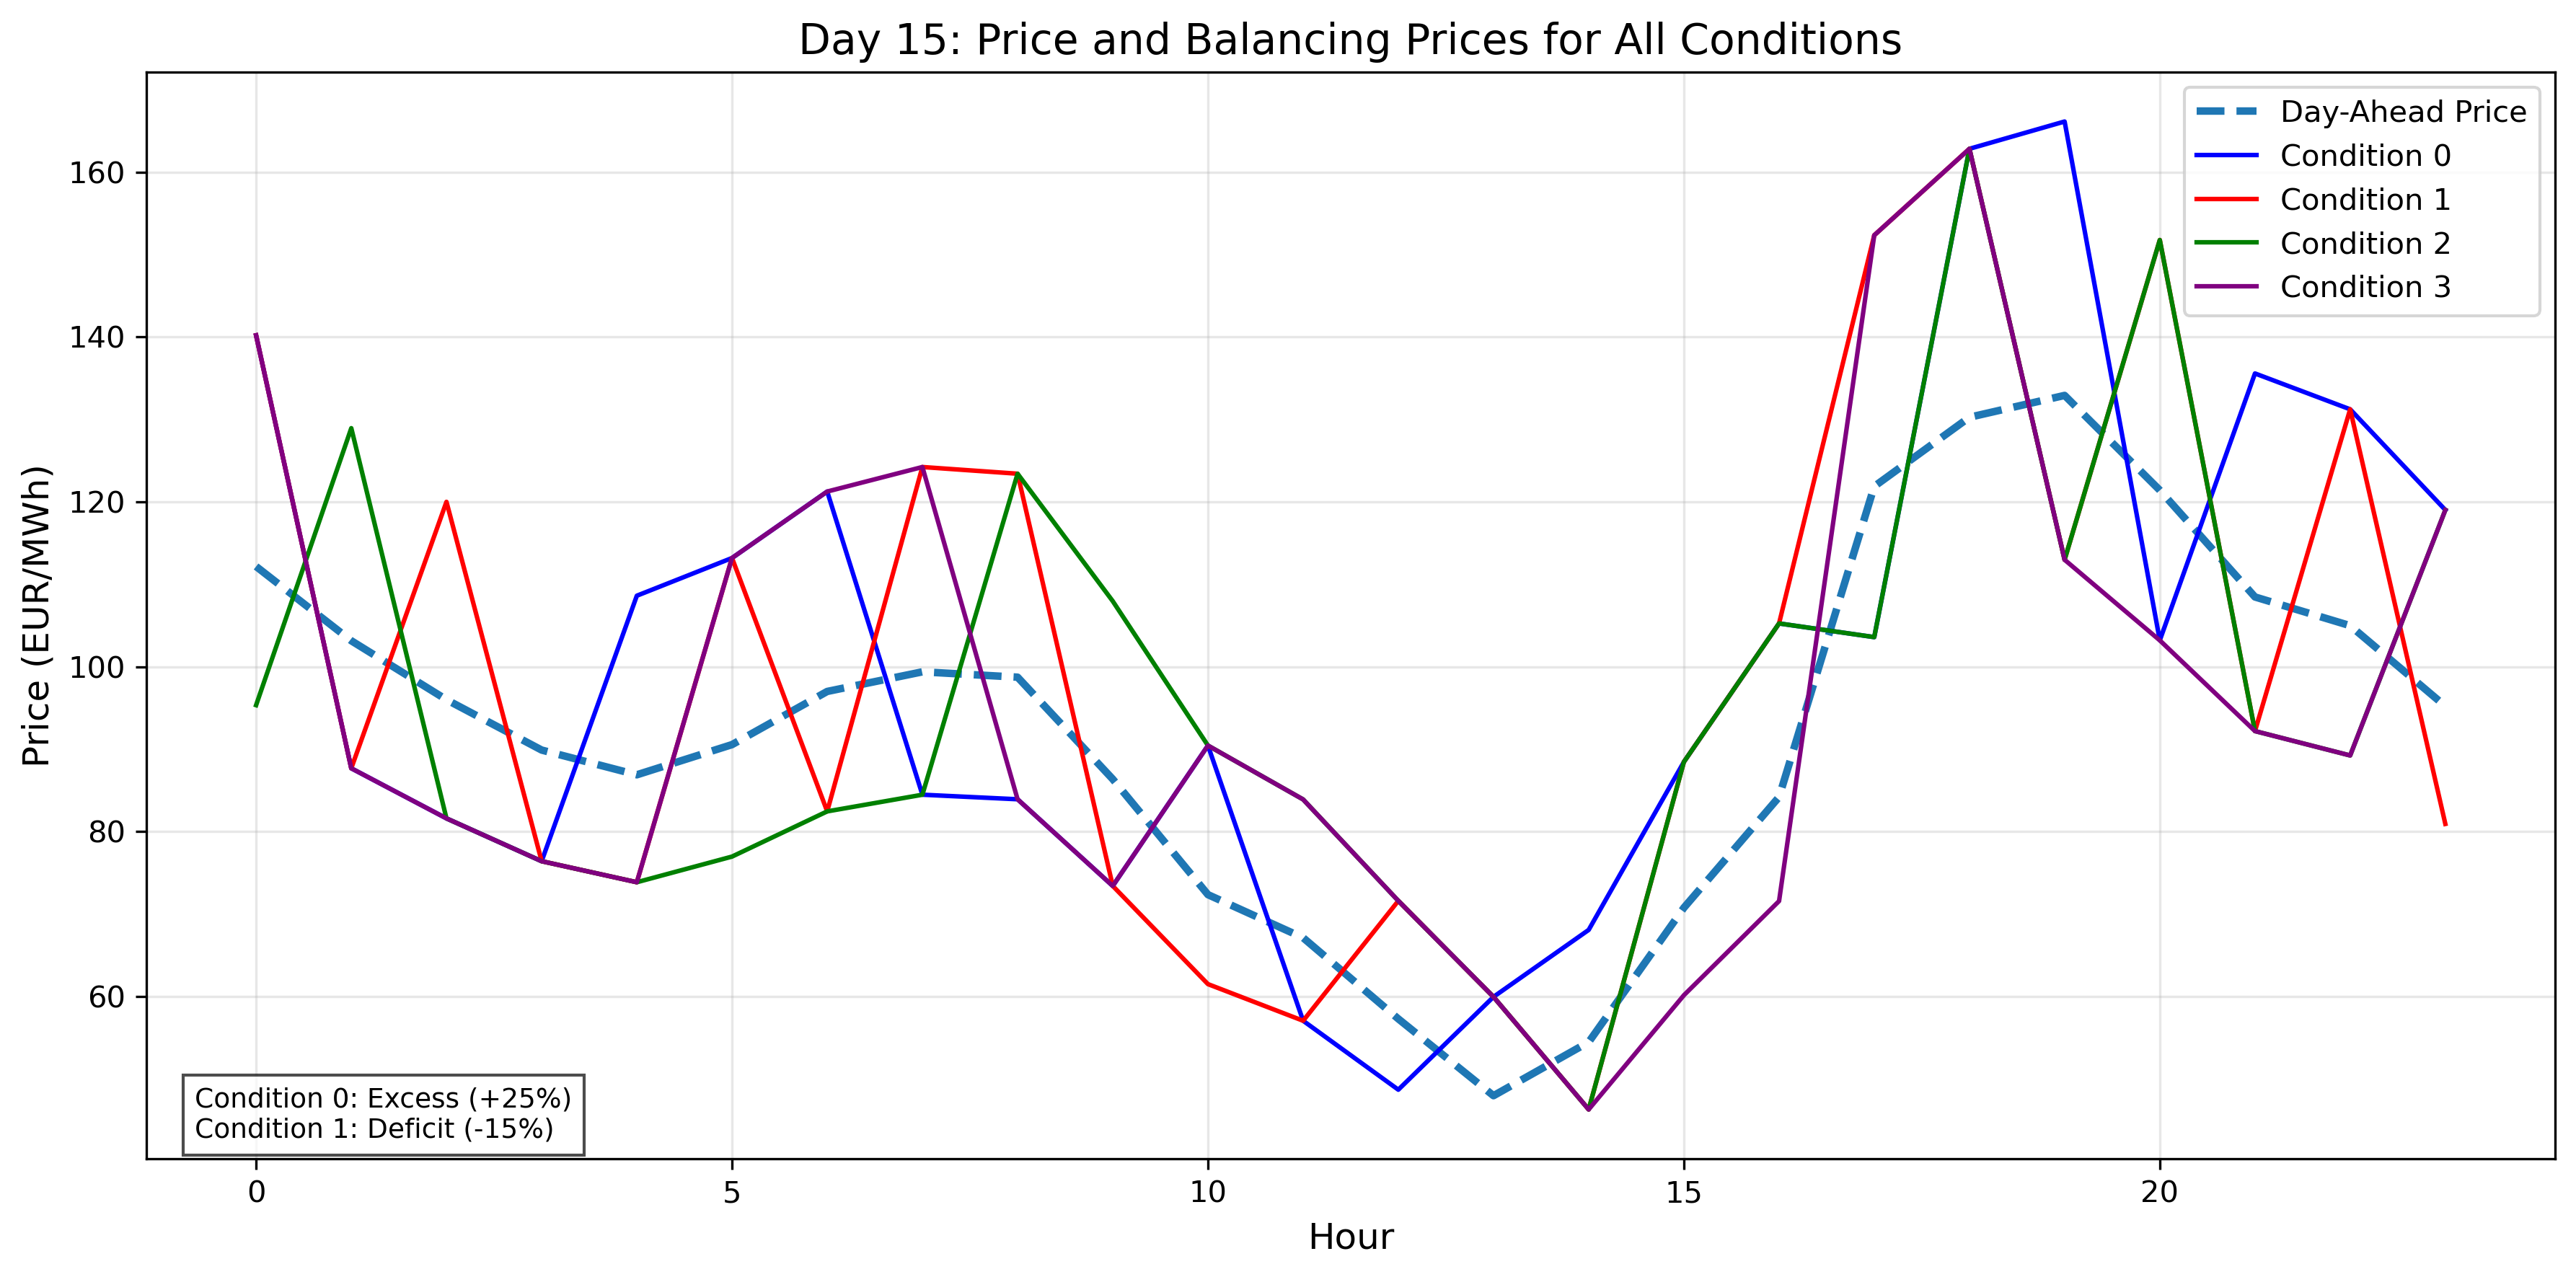 Day 15: Price and Balancing Prices for All Conditions
Price (EUR/MWh)
160
140
120
100
80
60
Day-Ahead Price
Condition 0
Condition 1
Condition 2
Condition 3
Condition 0: Excess (+25%)
Condition 1: Deficit (-15%)
0 5 10 15 20
Hour